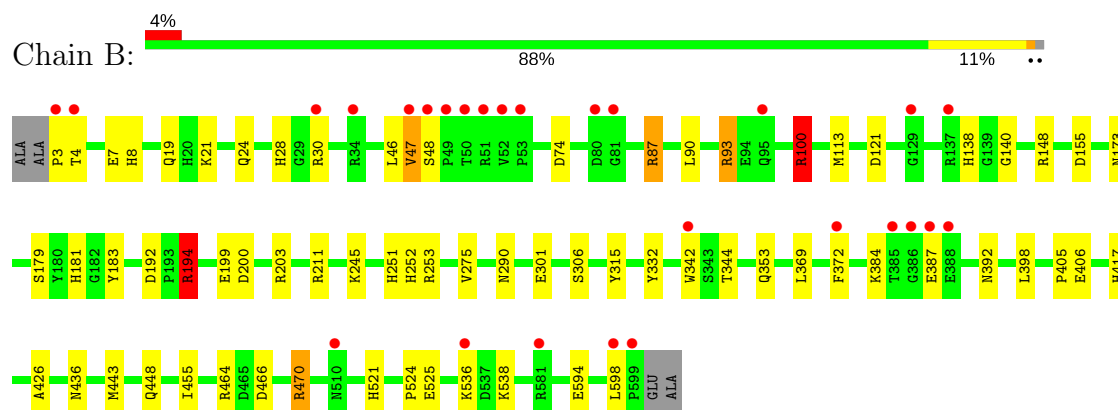 4%
Chain B:
88%
11%
••
ALA ALA P3 T4 E7 H8 Q19 H20 K21 Q24 H28 G29 R30 R34 L46 V47 S48 P49 T50 R51 V52 P53 D74 D80 G81 R87 L90 R93 E94 Q95 R100 M113 D121 G129 R137 H138 G139 G140 R148 D155
S179 Y180 H181 G182 Y183 D192 P193 R194 E199 D200 R203 R211 K245 H251 H252 R253 V275 N290 E301 S306 Y315 Y332 W342 S343 T344 Q353 L369 F372 K384 T385 G386 E387 E388 N392 L398 P405 E406
A426 N436 M443 Q448 I455 R464 D465 D466 R470 N510 H521 P524 E525 K536 D537 K538 R581 E594 L598 P599 GLU ALA